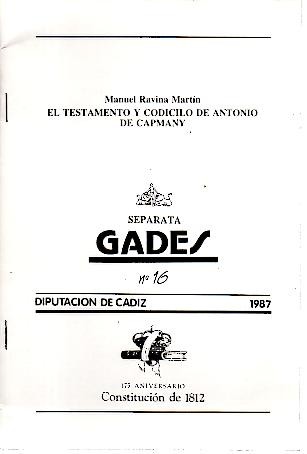 Manuel Ravina Martín
EL TESTAMENTO Y CODICILO DE ANTONIO
DE CAPMANY
SEPARATA
GADES
nº 16
DIPUTACION DE CADIZ 1987
175 ANIVERSARIO
Constitución de 1812